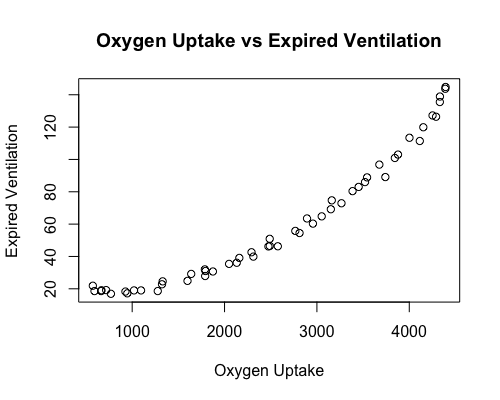 Oxygen Uptake vs Expired Ventilation
Expired Ventilation
120
80
60
40
20
1000 2000 3000 4000
Oxygen Uptake